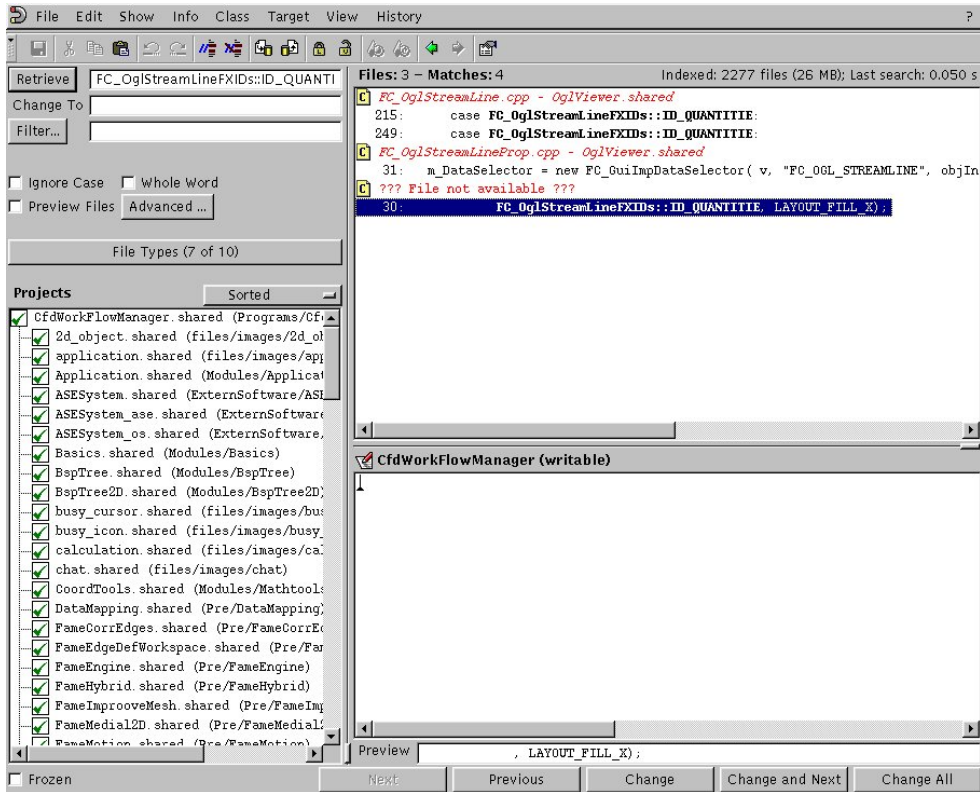 File Edit Show Info Class Target View History ?
Retrieve FC_OglStreamLineFXIDs::ID_QUANTI
Change To
Filter...
Ignore Case Whole Word
Preview Files Advanced ...
File Types (7 of 10)
Projects Sorted
CfdWorkFlowManager.shared (Programs/Cf
2d_object.shared (files/images/2d_ob
application.shared (files/images/app
Application.shared (Modules/Applicat
ASESystem.shared (ExternSoftware/ASE
ASESystem_ase.shared (ExternSoftware
ASESystem_os.shared (ExternSoftware,
Basics.shared (Modules/Basics)
BspTree.shared (Modules/BspTree)
BspTree2D.shared (Modules/BspTree2D)
busy_cursor.shared (files/images/bus
busy_icon.shared (files/images/busy_
calculation.shared (files/images/cal
chat.shared (files/images/chat)
CoordTools.shared (Modules/Mathtools
DataMapping.shared (Pre/DataMapping)
FameCorrEdges.shared (Pre/FameCorrEd
FameEdgeDefWorkspace.shared (Pre/Fam
FameEngine.shared (Pre/FameEngine)
FameHybrid.shared (Pre/FameHybrid)
FameImprooveMesh.shared (Pre/FameImp
FameMedial2D.shared (Pre/FameMedial2
FameMotion.shared (Pre/FameMotion)
Frozen
Files: 3 – Matches: 4 Indexed: 2277 files (26 MB); Last search: 0.050 s
FC_OglStreamLine.cpp - OglViewer.shared
215: case FC_OglStreamLineFXIDs::ID_QUANTITIE:
249: case FC_OglStreamLineFXIDs::ID_QUANTITIE:
FC_OglStreamLineProp.cpp - OglViewer.shared
31: m_DataSelector = new FC_GuiImpDataSelector( v, "FC_OGL_STREAMLINE", objIn
??? File not available ???
30: FC_OglStreamLineFXIDs::ID_QUANTITIE, LAYOUT_FILL_X);
CfdWorkFlowManager (writable)
Preview , LAYOUT_FILL_X);
Next Previous Change Change and Next Change All